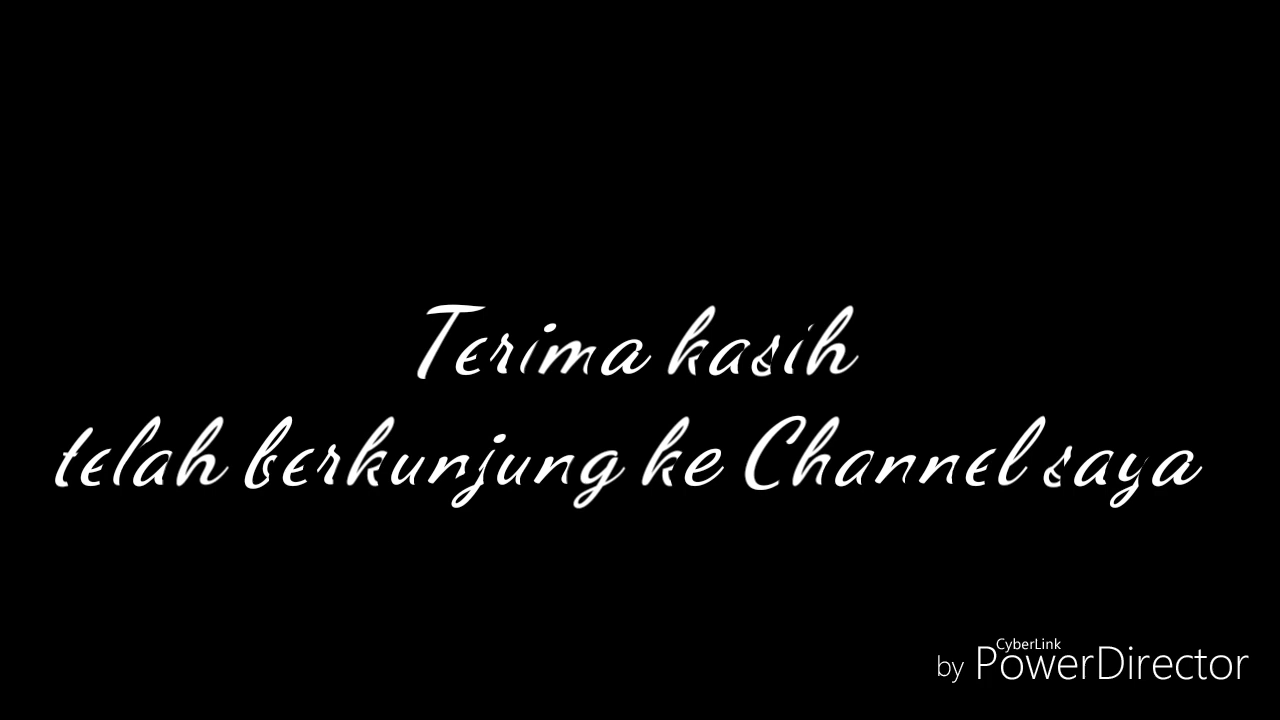 Terima kasih
telah berkunjung ke Channel saya
by CyberLink PowerDirector